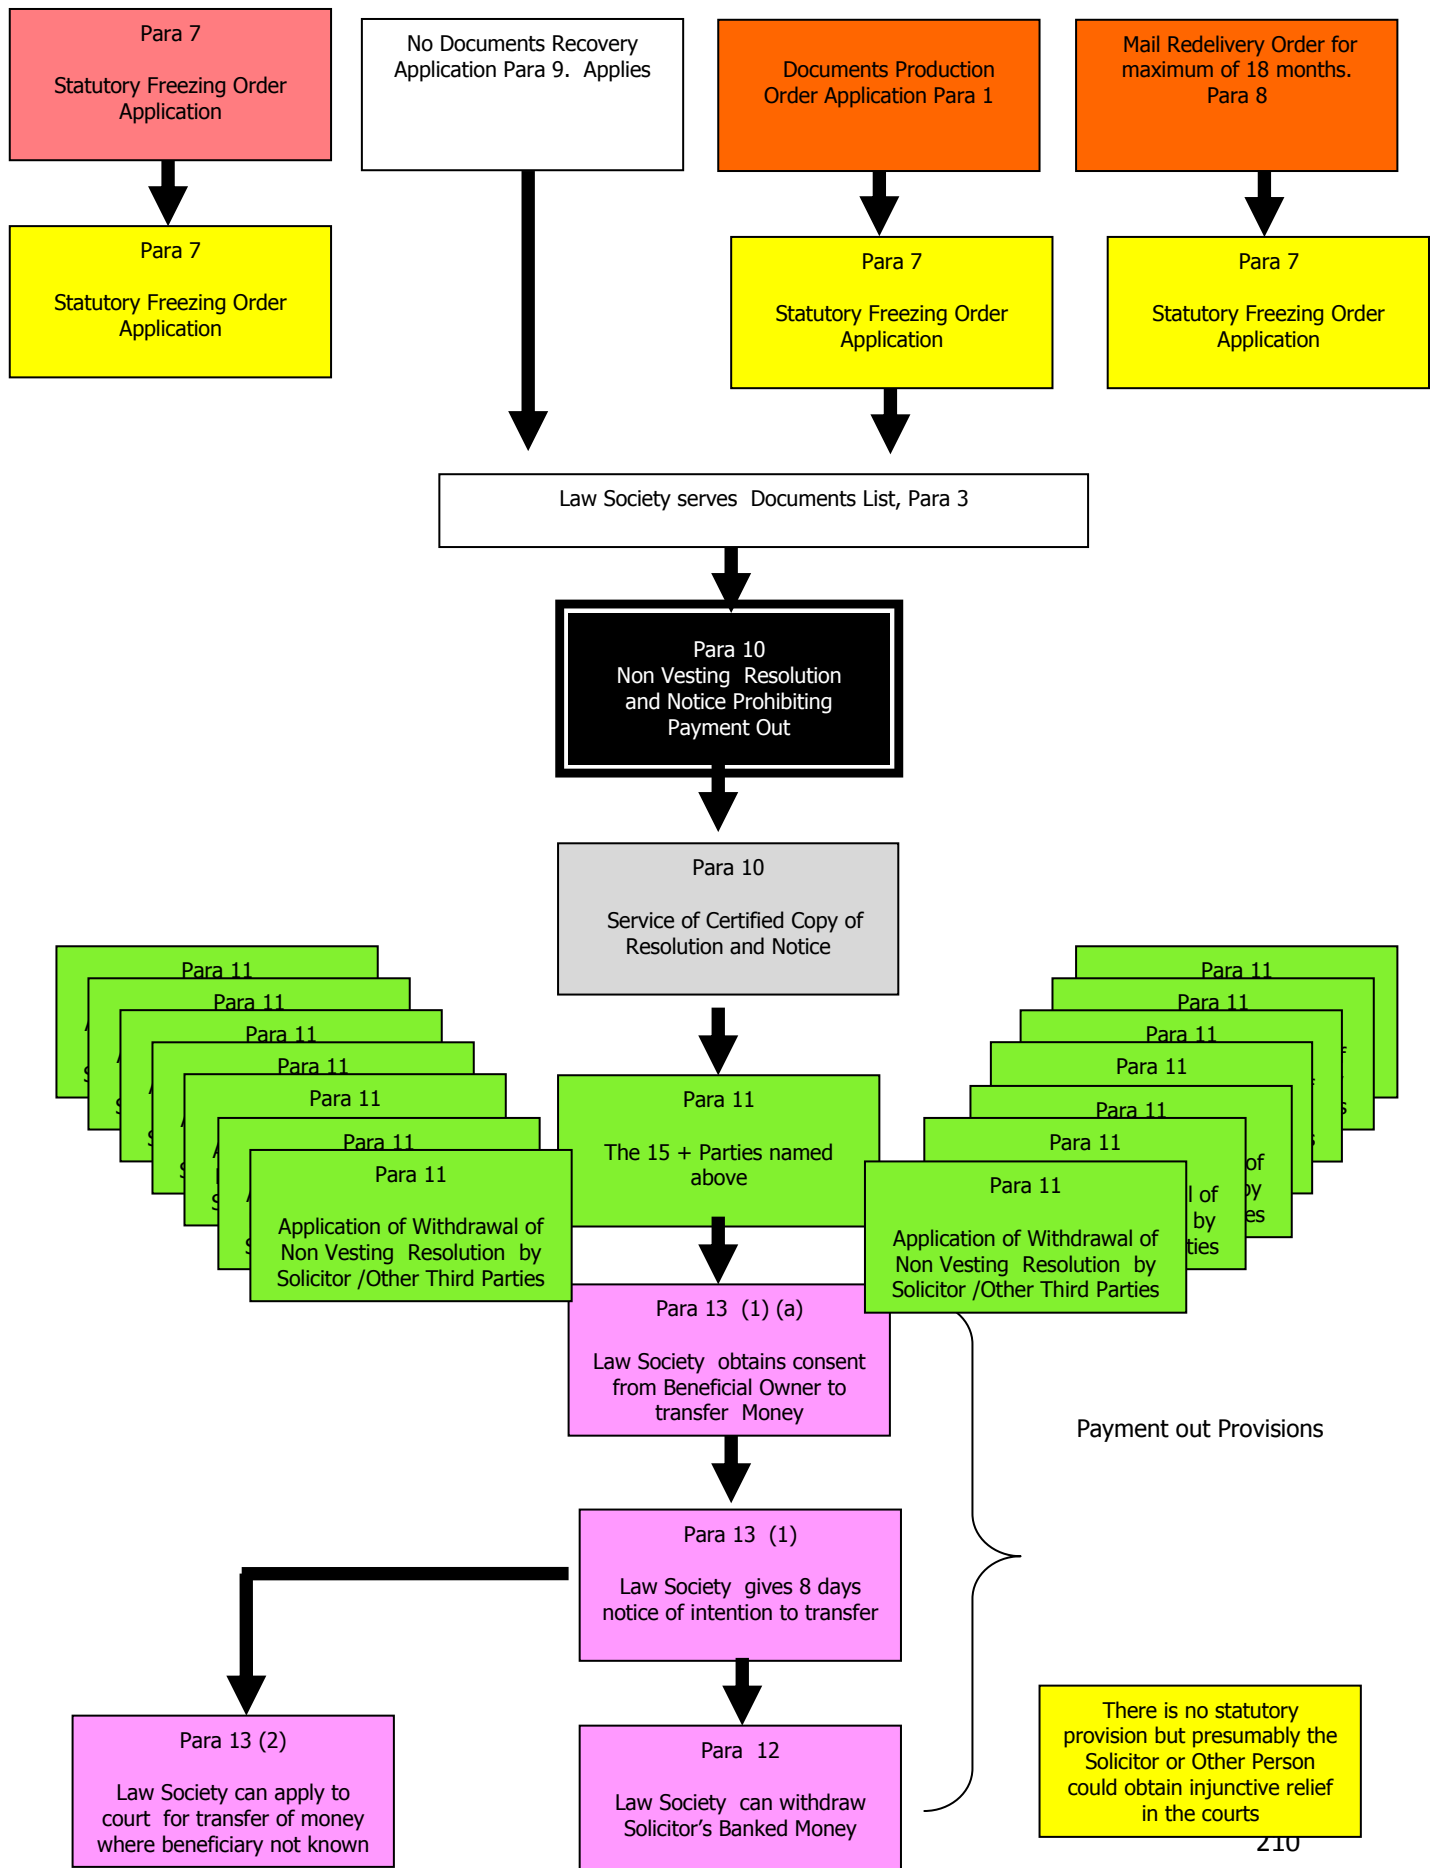 Para 7
Statutory Freezing Order
Application
No Documents Recovery
Application Para 9. Applies
Documents Production
Order Application Para 1
Mail Redelivery Order for
maximum of 18 months.
Para 8
Para 7
Statutory Freezing Order
Application
Para 7
Statutory Freezing Order
Application
Para 7
Statutory Freezing Order
Application
Law Society serves Documents List, Para 3
Para 10
Non Vesting Resolution
and Notice Prohibiting
Payment Out
Para 10
Service of Certified Copy of
Resolution and Notice
Para 11
Para 11
Para 11
Para 11
Para 11
Para 11
Para 11
Application of Withdrawal of
Non Vesting Resolution by
Solicitor /Other Third Parties
Para 11
The 15 + Parties named
above
Para 11
Para 11
Para 11
Para 11
Para 11
Para 11
of
by
Para 11
Application of Withdrawal of
Non Vesting Resolution by
Solicitor /Other Third Parties
Para 13 (1) (a)
Law Society obtains consent
from Beneficial Owner to
transfer Money
Payment out Provisions
Para 13 (1)
Law Society gives 8 days
notice of intention to transfer
Para 13 (2)
Law Society can apply to
court for transfer of money
where beneficiary not known
Para 12
Law Society can withdraw
Solicitor's Banked Money
There is no statutory
provision but presumably the
Solicitor or Other Person
could obtain injunctive relief
in the courts
210